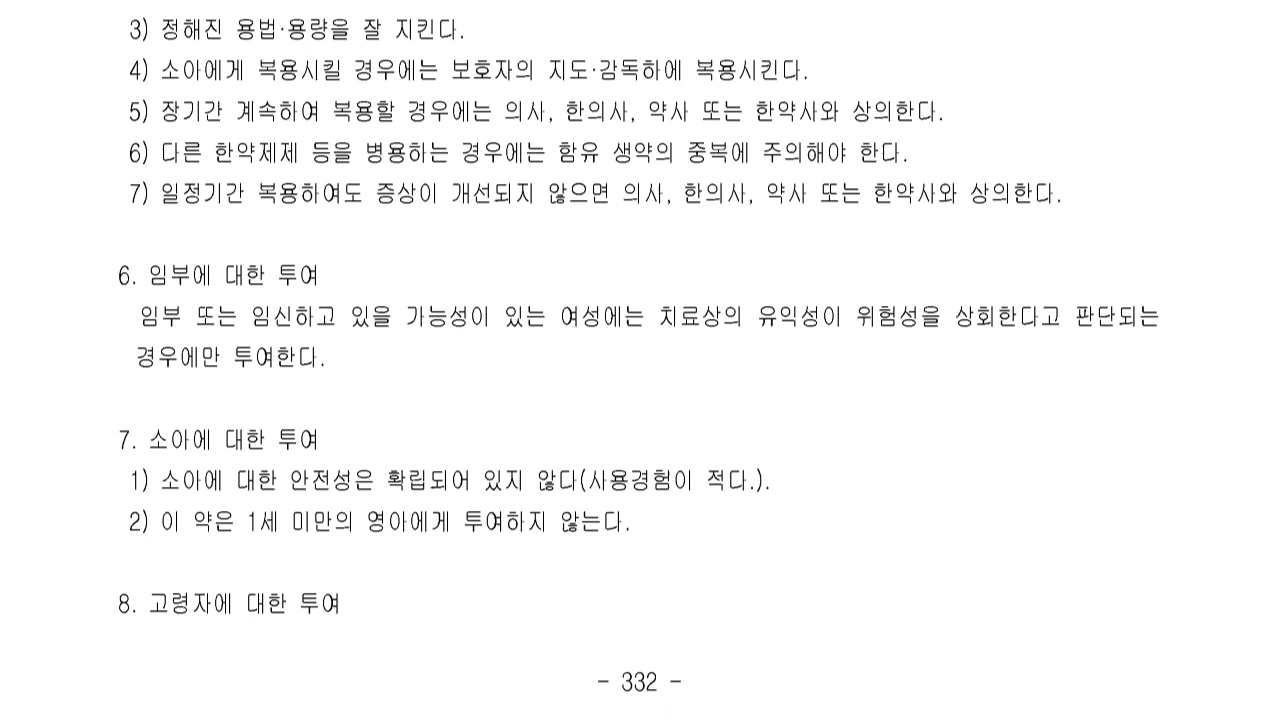 3) 정해진 용법·용량을 잘 지킨다.
4) 소아에게 복용시킬 경우에는 보호자의 지도·감독하에 복용시킨다.
5) 장기간 계속하여 복용할 경우에는 의사, 한의사, 약사 또는 한약사와 상의한다.
6) 다른 한약제제 등을 병용하는 경우에는 함유 생약의 중복에 주의해야 한다.
7) 일정기간 복용하여도 증상이 개선되지 않으면 의사, 한의사, 약사 또는 한약사와 상의한다.
6. 임부에 대한 투여
임부 또는 임신하고 있을 가능성이 있는 여성에는 치료상의 유익성이 위험성을 상회한다고 판단되는
경우에만 투여한다.
7. 소아에 대한 투여
1) 소아에 대한 안전성은 확립되어 있지 않다(사용경험이 적다.).
2) 이 약은 1세 미만의 영아에게 투여하지 않는다.
8. 고령자에 대한 투여
- 332 -